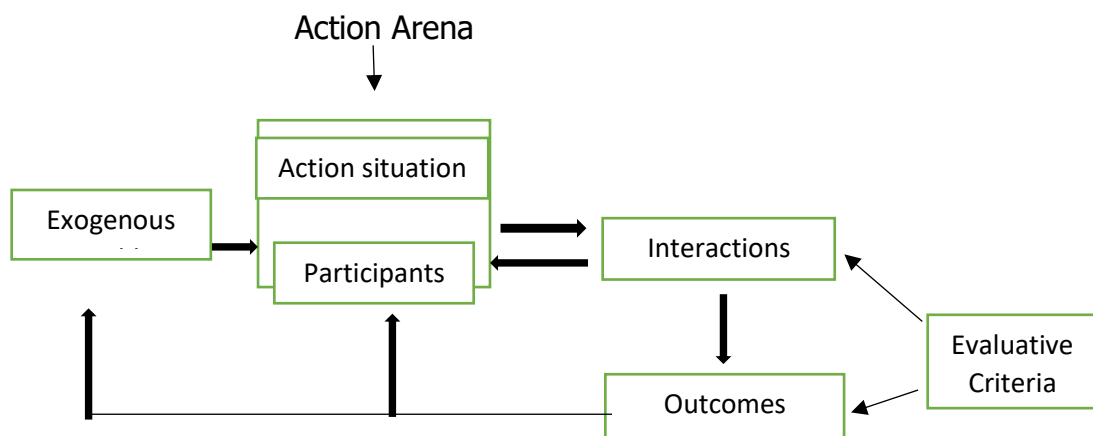 Action Arena
Action situation
Exogenous
Participants
Interactions
Evaluative
Criteria
Outcomes